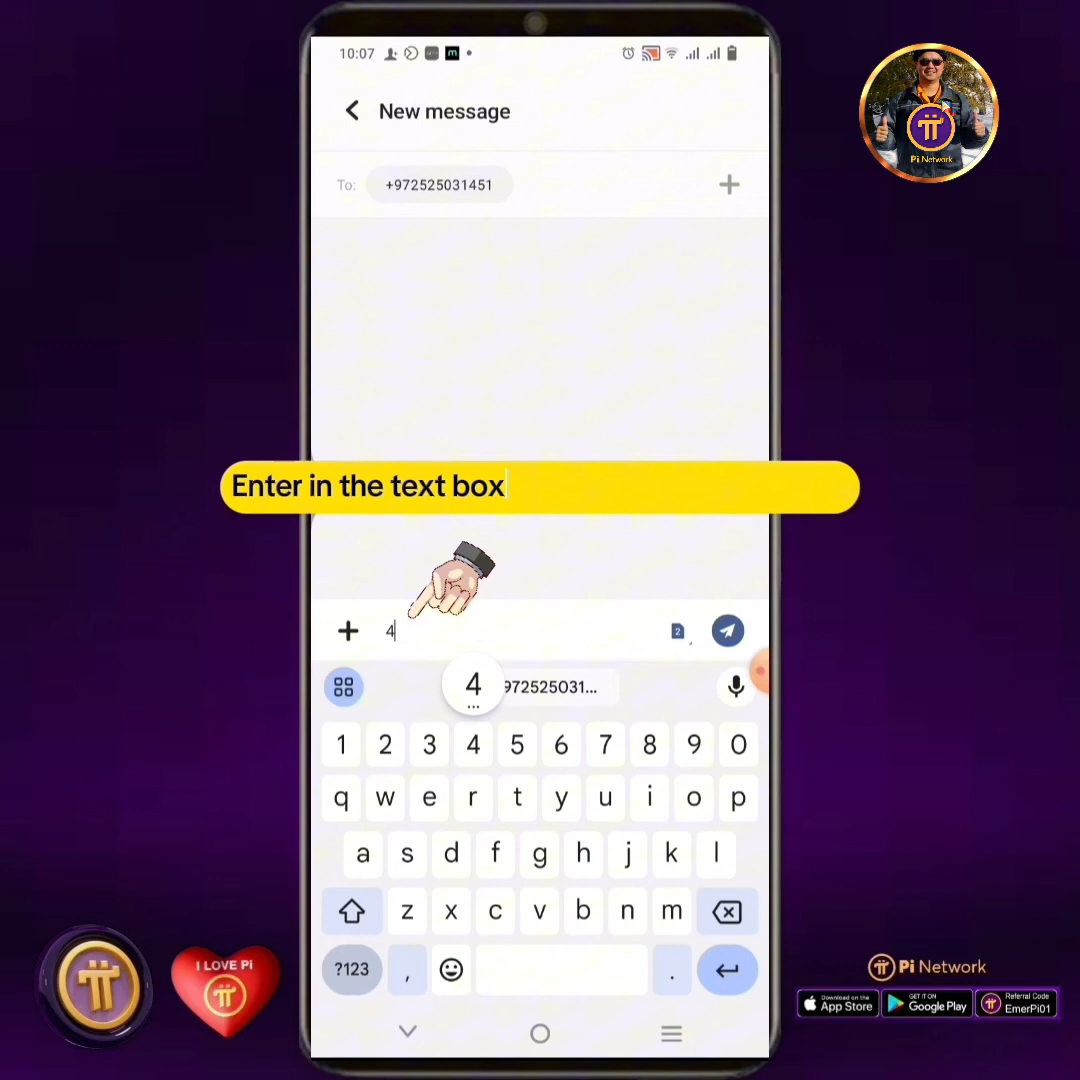 10:07
New message
To: +972525031451
Pi Network
Enter in the text box
4
2
4 972525031...
1 2 3 4 5 6 7 8 9 0
q w e r t y u i o p
a s d f g h j k l
z x c v b n m
?123 , .
I LOVE Pi
Pi Network
Download on the App Store
GET IT ON Google Play
Referral Code EmerPi01